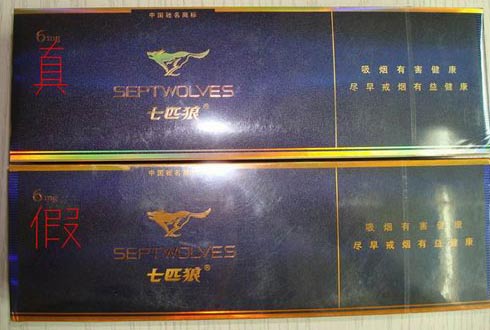 中国驰名商标
6mg
真
SEPTWOLVES
七匹狼®
吸烟有害健康
尽早戒烟有益健康
中国驰名商标
6mg
假
SEPTWOLVES
七匹狼®
吸烟有害健康
尽早戒烟有益健康